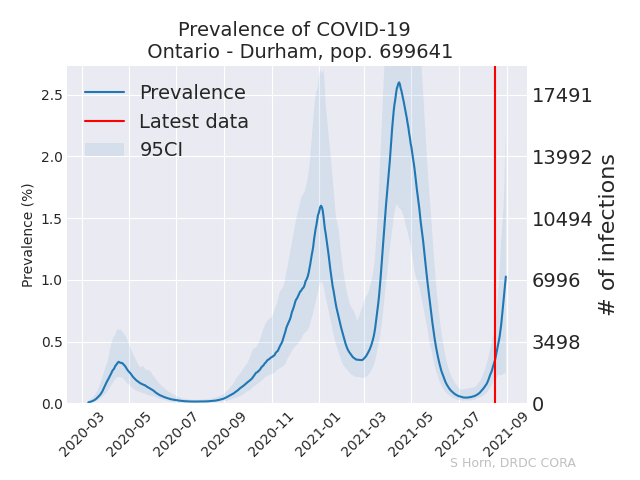 Prevalence of COVID-19
Ontario - Durham, pop. 699641
Prevalence
Latest data
95CI
Prevalence (%)
2.5
2.0
1.5
1.0
0.5
0.0
17491
13992
10494
6996
3498
0
# of infections
2020-03
2020-05
2020-07
2020-09
2020-11
2021-01
2021-03
2021-05
2021-07
2021-09
S Horn, DRDC CORA